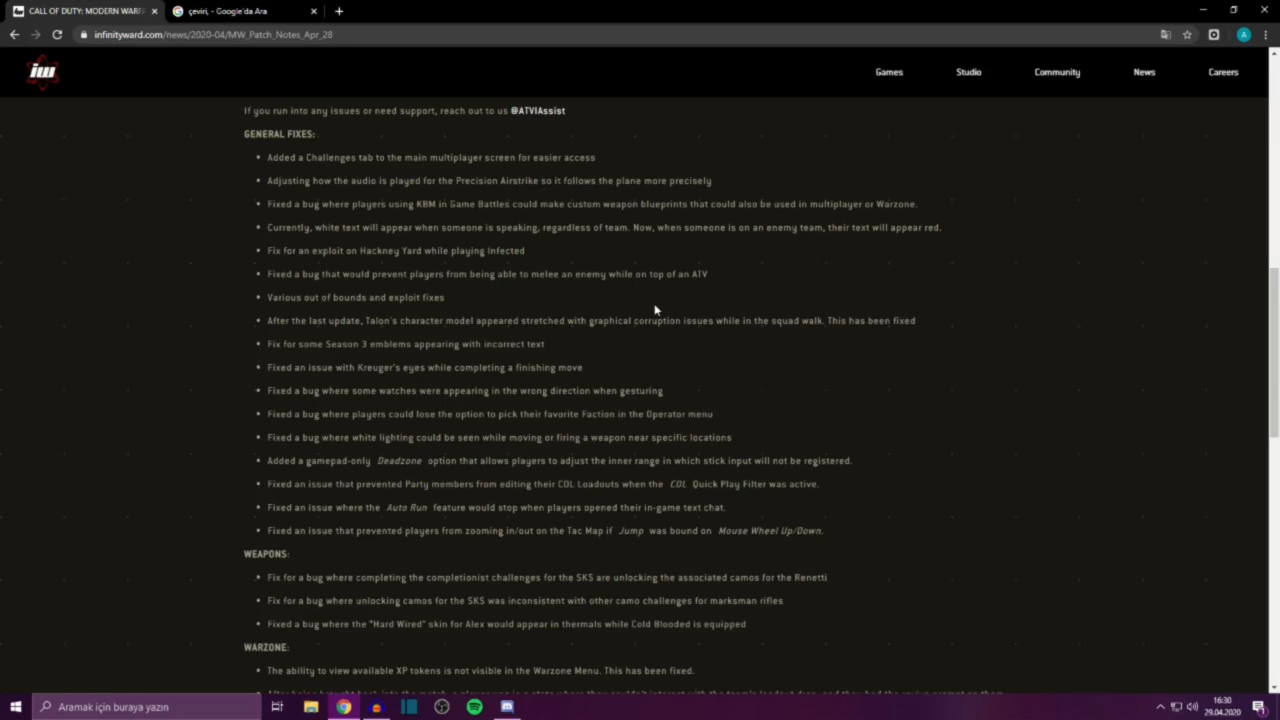 CALL OF DUTY: MODERN WARF
çeviri, - Google'da Ara
infinityward.com/news/2020-04/MW_Patch_Notes_Apr_28
A
iw
Games
Studio
Community
News
Careers
If you run into any issues or need support, reach out to us @ATVIAssist
GENERAL FIXES:
• Added a Challenges tab to the main multiplayer screen for easier access
• Adjusting how the audio is played for the Precision Airstrike so it follows the plane more precisely
• Fixed a bug where players using KBM in Game Battles could make custom weapon blueprints that could also be used in multiplayer or Warzone.
• Currently, white text will appear when someone is speaking, regardless of team. Now, when someone is on an enemy team, their text will appear red.
• Fix for an exploit on Hackney Yard while playing Infected
• Fixed a bug that would prevent players from being able to melee an enemy while on top of an ATV
• Various out of bounds and exploit fixes
• After the last update, Talon's character model appeared stretched with graphical corruption issues while in the squad walk. This has been fixed
• Fix for some Season 3 emblems appearing with incorrect text
• Fixed an issue with Kreuger's eyes while completing a finishing move
• Fixed a bug where some watches were appearing in the wrong direction when gesturing
• Fixed a bug where players could lose the option to pick their favorite Faction in the Operator menu
• Fixed a bug where white lighting could be seen while moving or firing a weapon near specific locations
• Added a gamepad-only Deadzone option that allows players to adjust the inner range in which stick input will not be registered.
• Fixed an issue that prevented Party members from editing their CDL Loadouts when the CDL Quick Play Filter was active.
• Fixed an issue where the Auto Run feature would stop when players opened their in-game text chat.
• Fixed an issue that prevented players from zooming in/out on the Tac Map if Jump was bound on Mouse Wheel Up/Down.
WEAPONS:
• Fix for a bug where completing the completionist challenges for the SKS are unlocking the associated camos for the Renetti
• Fix for a bug where unlocking camos for the SKS was inconsistent with other camo challenges for marksman rifles
• Fixed a bug where the "Hard Wired" skin for Alex would appear in thermals while Cold Blooded is equipped
WARZONE:
• The ability to view available XP tokens is not visible in the Warzone Menu. This has been fixed.
Aramak için buraya yazın
16:30
29.04.2020
1